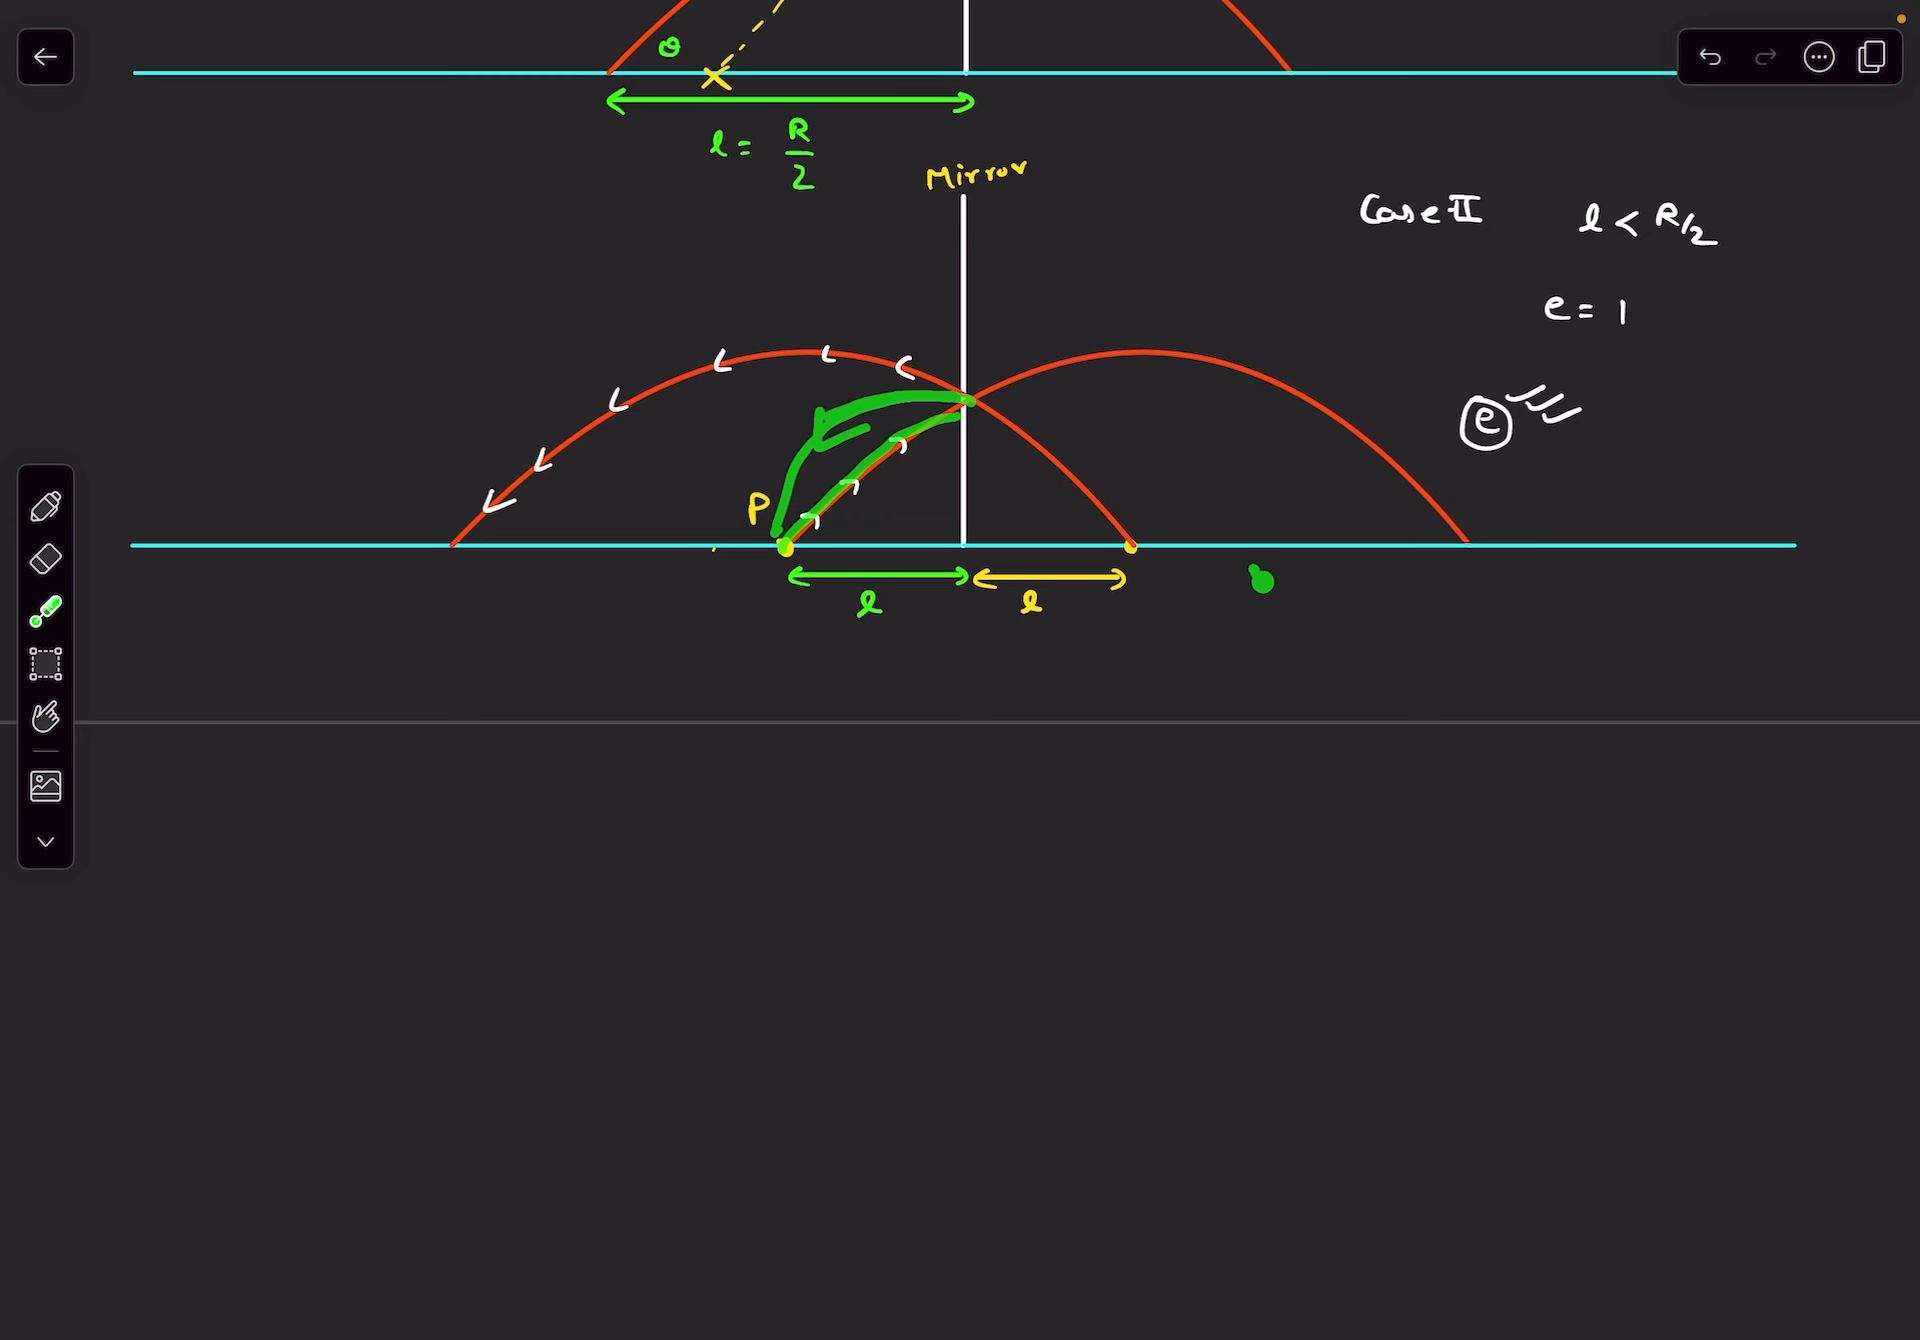 θ
l = R/2
Mirror
Case II l < R/2
e = 1
e
P
l l